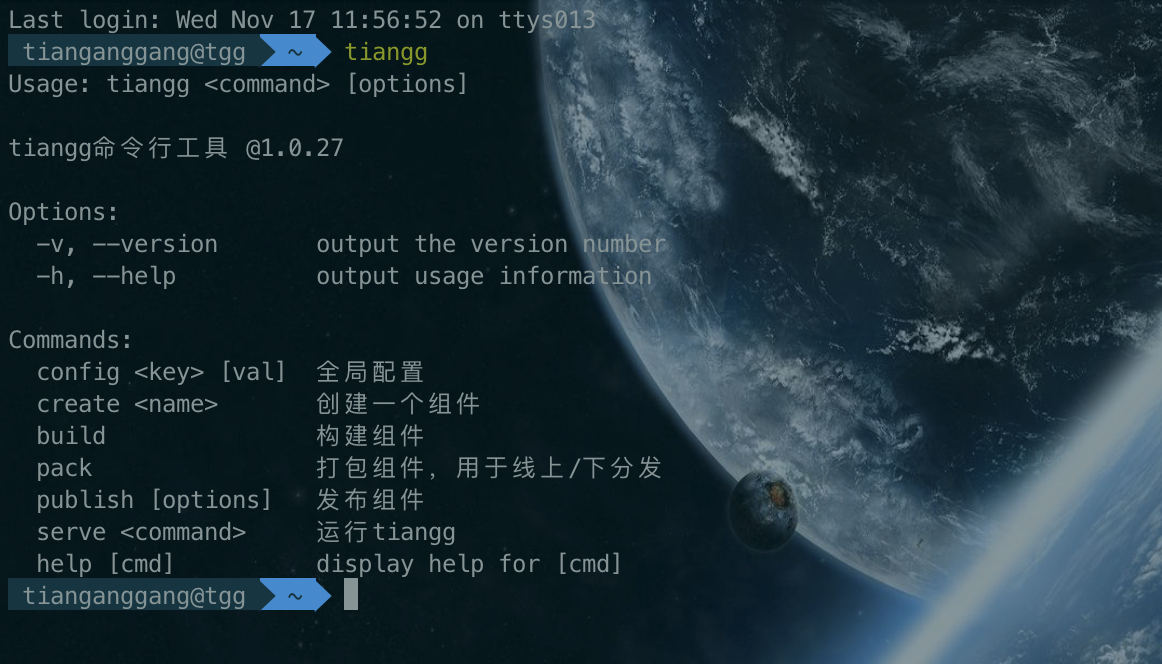 Last login: Wed Nov 17 11:56:52 on ttys013
tianganggang@tgg ~ tiangg
Usage: tiangg <command> [options]
tiangg命令行工具 @1.0.27
Options:
-v, --version output the version number
-h, --help output usage information
Commands:
config <key> [val] 全局配置
create <name> 创建一个组件
build 构建组件
pack 打包组件，用于线上/下分发
publish [options] 发布组件
serve <command> 运行tiangg
help [cmd] display help for [cmd]
tianganggang@tgg ~